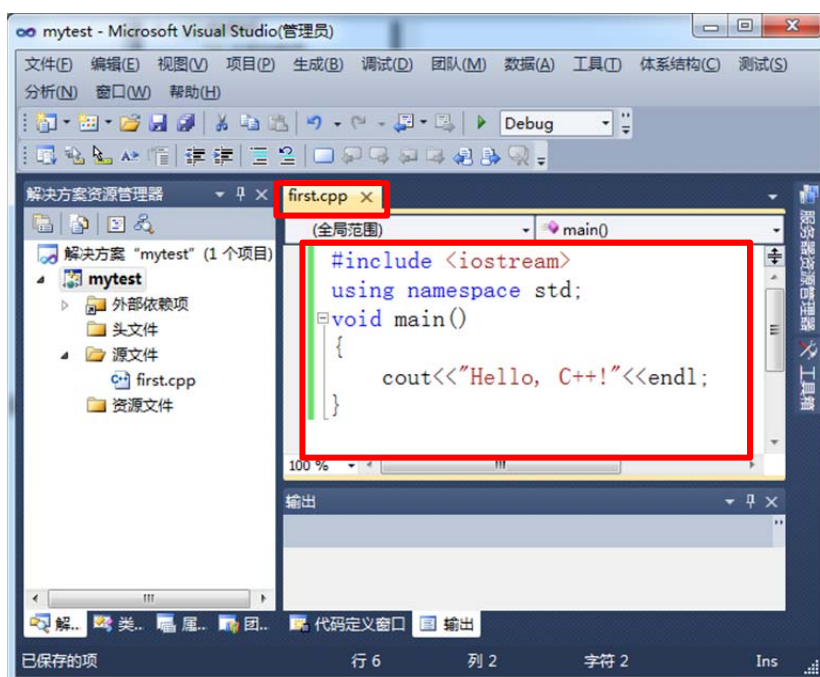 mytest - Microsoft Visual Studio(管理员)
文件(F) 编辑(E) 视图(V) 项目(P) 生成(B) 调试(D) 团队(M) 数据(A) 工具(T) 体系结构(C) 测试(S)
分析(N) 窗口(W) 帮助(H)
Debug
解决方案资源管理器
first.cpp
(全局范围) main()
解决方案 "mytest" (1 个项目)
mytest
外部依赖项
头文件
源文件
first.cpp
资源文件
#include <iostream>
using namespace std;
void main()
{
cout<<"Hello, C++!"<<endl;
}
100 %
服务器资源管理器
工具箱
输出
解... 类... 属... 团...
代码定义窗口 输出
已保存的项 行 6 列 2 字符 2 Ins